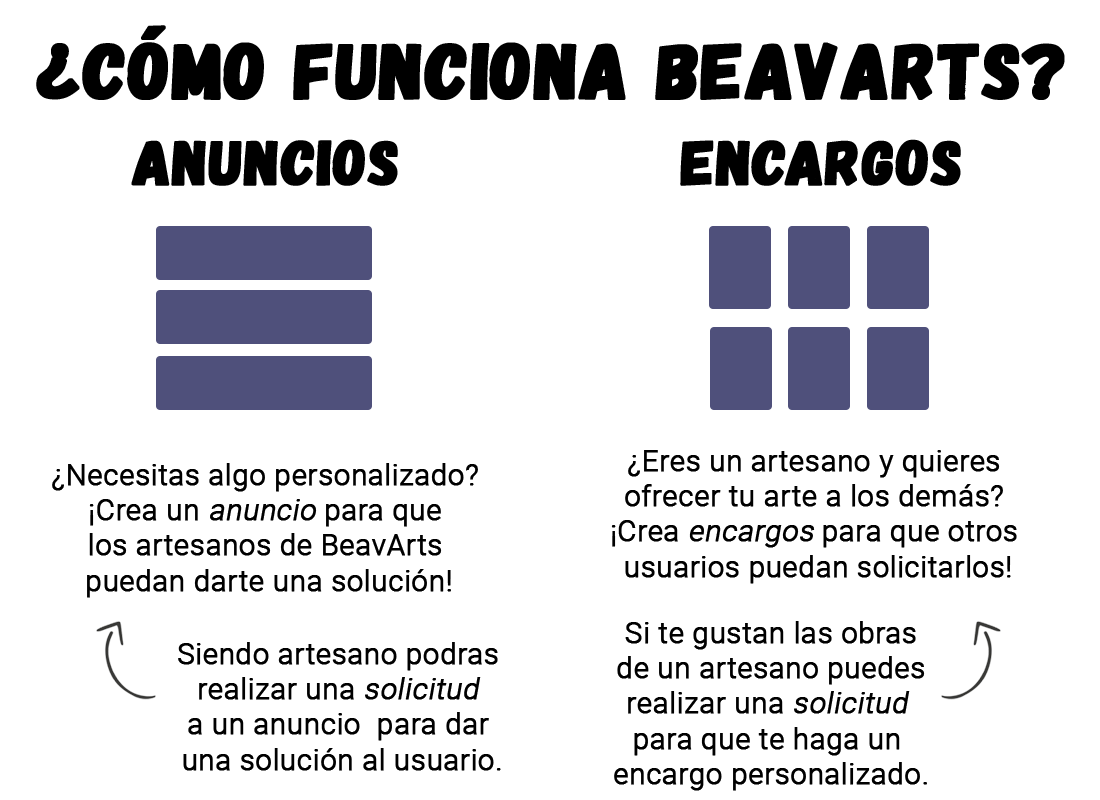 ¿CÓMO FUNCIONA BEAVARTS?
ANUNCIOS
¿Necesitas algo personalizado?
¡Crea un anuncio para que
los artesanos de BeavArts
puedan darte una solución!
Siendo artesano podras
realizar una solicitud
a un anuncio para dar
una solución al usuario.
ENCARGOS
¿Eres un artesano y quieres
ofrecer tu arte a los demás?
¡Crea encargos para que otros
usuarios puedan solicitarlos!
Si te gustan las obras
de un artesano puedes
realizar una solicitud
para que te haga un
encargo personalizado.